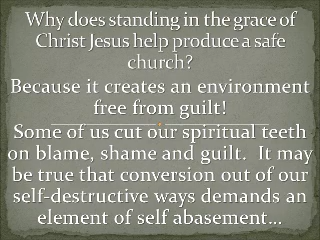 Why does standing in the grace of
Christ Jesus help produce a safe
church?
Because it creates an environment
free from guilt!
Some of us cut our spiritual teeth
on blame, shame and guilt.  It may
be true that conversion out of our
self-destructive ways demands an
element of self abasement...